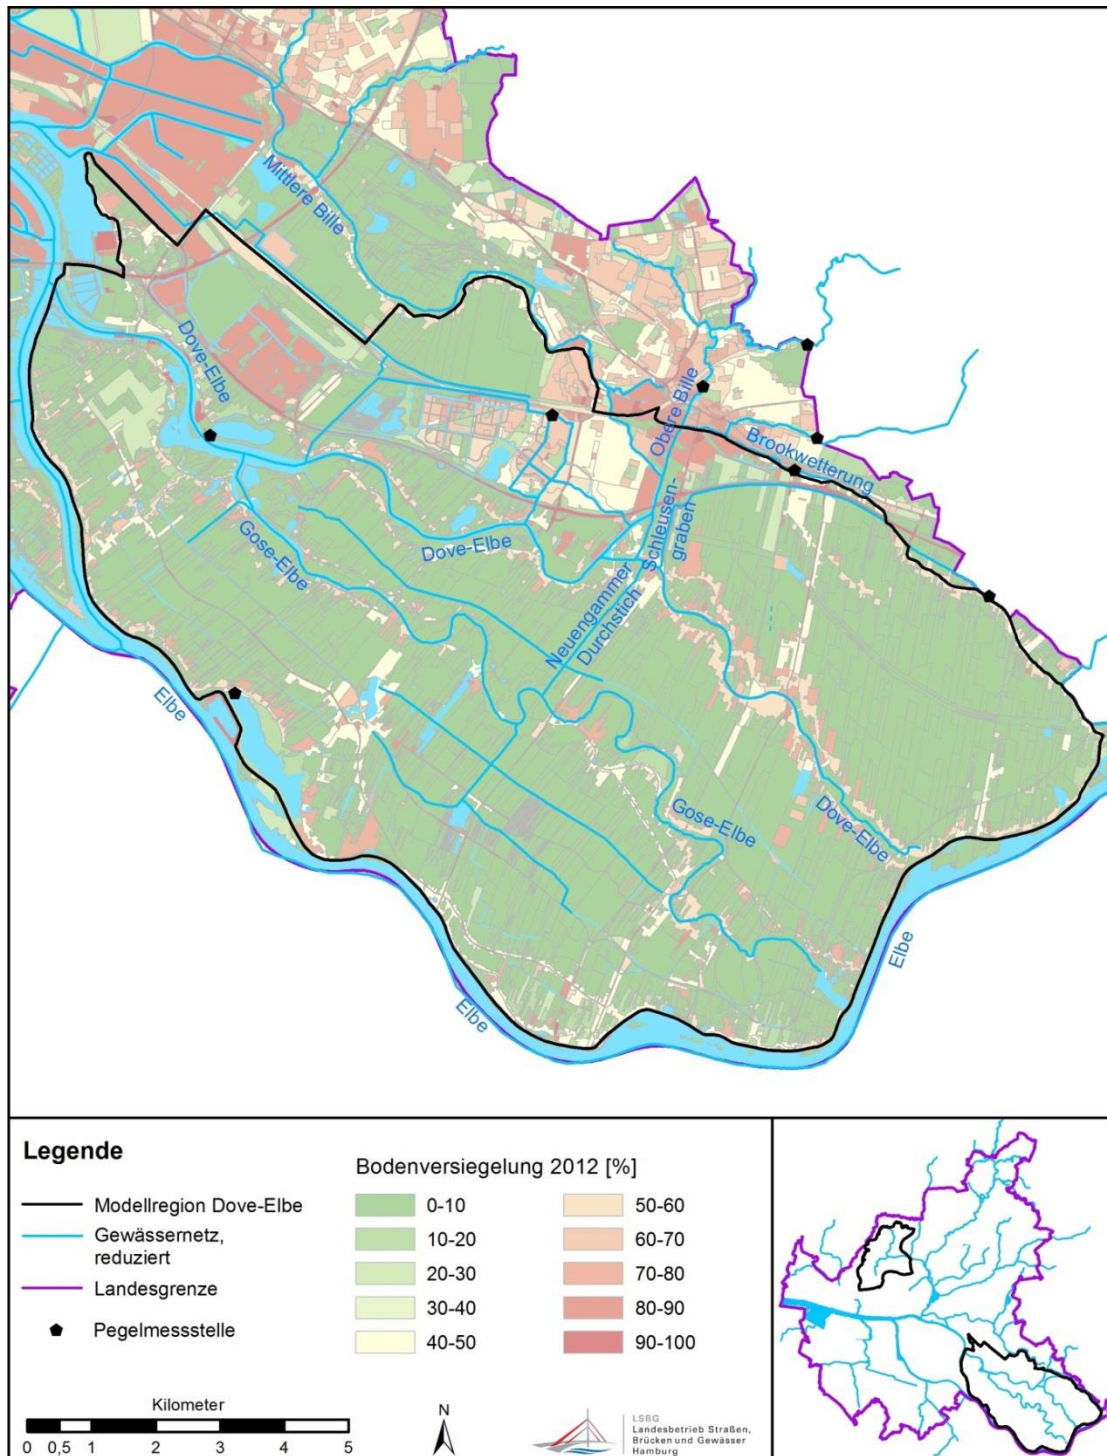 Mittlere Bille
Dove-Elbe
Obere Bille
Brookwetterung
Schleusen-
graben
Dove-Elbe
Gose-Elbe
Neuengammer
Durchstich
Elbe
Gose-Elbe
Dove-Elbe
Elbe
Elbe
Legende
Modellregion Dove-Elbe
Gewässernetz,
reduziert
Landesgrenze
Pegelmessstelle
Bodenversiegelung 2012 [%]
0-10
10-20
20-30
30-40
40-50
50-60
60-70
70-80
80-90
90-100
Kilometer
0 0,5 1 2 3 4 5
N
LSBG
Landesbetrieb Straßen,
Brücken und Gewässer
Hamburg